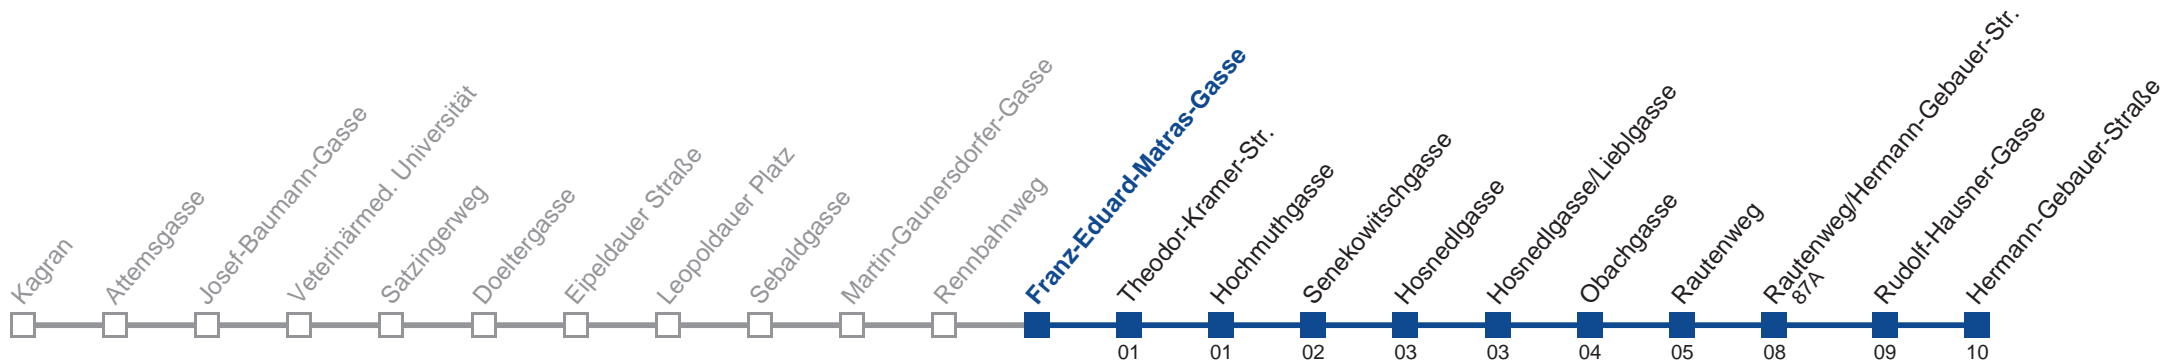 Kagran
Attemsgasse
Josef-Baumann-Gasse
Veterinärmed. Universität
Satzingerweg
Doeltergasse
Eipeldauer Straße
Leopoldauer Platz
Sebaldgasse
Martin-Gaunersdorfer-Gasse
Rennbahnweg
Franz-Eduard-Matras-Gasse
Theodor-Kramer-Str.
Hochmuthgasse
Senekowitschgasse
Hosnedlgasse
Hosnedlgasse/Lieblgasse
Obachgasse
Rautenweg
Rautenweg/Hermann-Gebauer-Str.
87A
Rudolf-Hausner-Gasse
Hermann-Gebauer-Straße
01 01 02 03 03 04 05 08 09 10